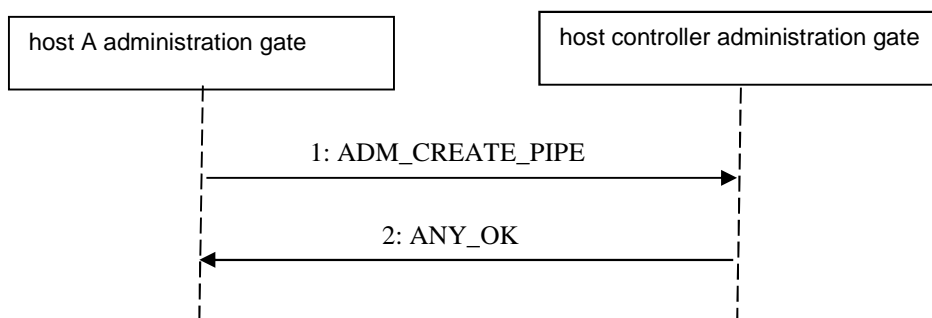 host A administration gate
host controller administration gate
1: ADM_CREATE_PIPE
2: ANY_OK